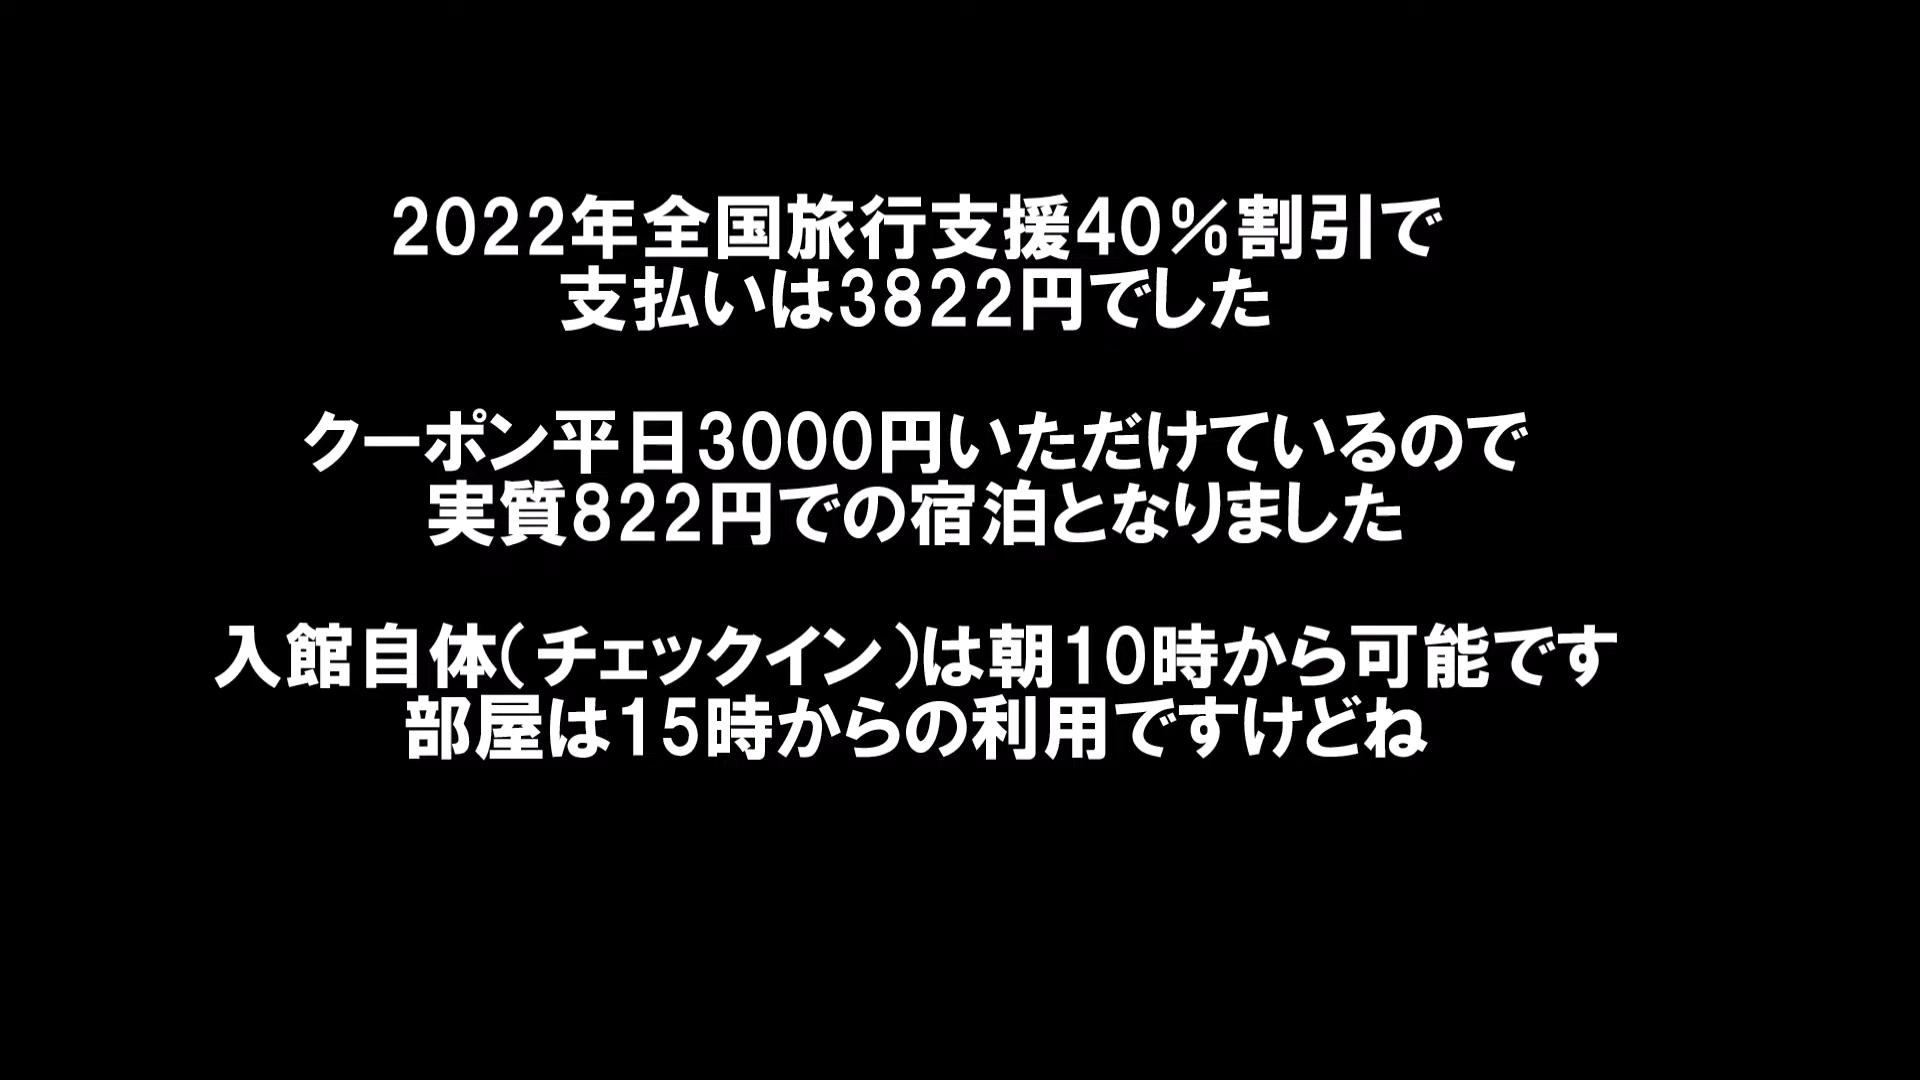 2022年全国旅行支援40%割引で
支払いは3822円でした
クーポン平日3000円いただけているので
実質822円での宿泊となりました
入館自体(チェックイン)は朝10時から可能です
部屋は15時からの利用ですけどね